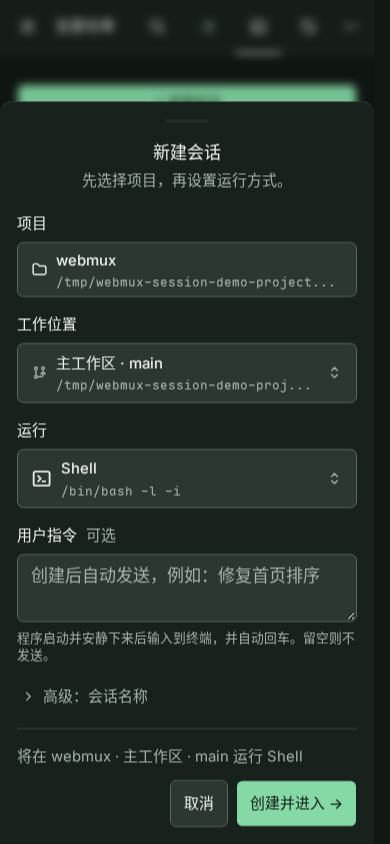 新建会话
先选择项目，再设置运行方式。
项目
webmux
/tmp/webmux-session-demo-project...
工作位置
主工作区 · main
/tmp/webmux-session-demo-proj...
运行
Shell
/bin/bash -l -i
用户指令 可选
创建后自动发送，例如：修复首页排序
程序启动并安静下来后输入到终端，并自动回车。留空则不
发送。
高级：会话名称
将在 webmux · 主工作区 · main 运行 Shell
取消 创建并进入 →